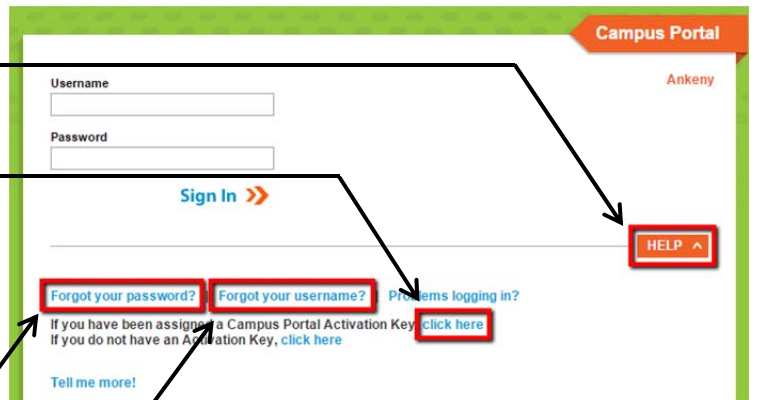 Campus Portal
Ankeny
Username
Password
Sign In
HELP
Forgot your password? | Forgot your username? | Problems logging in?
If you have been assigned a Campus Portal Activation Key, click here
If you do not have an Activation Key, click here
Tell me more!